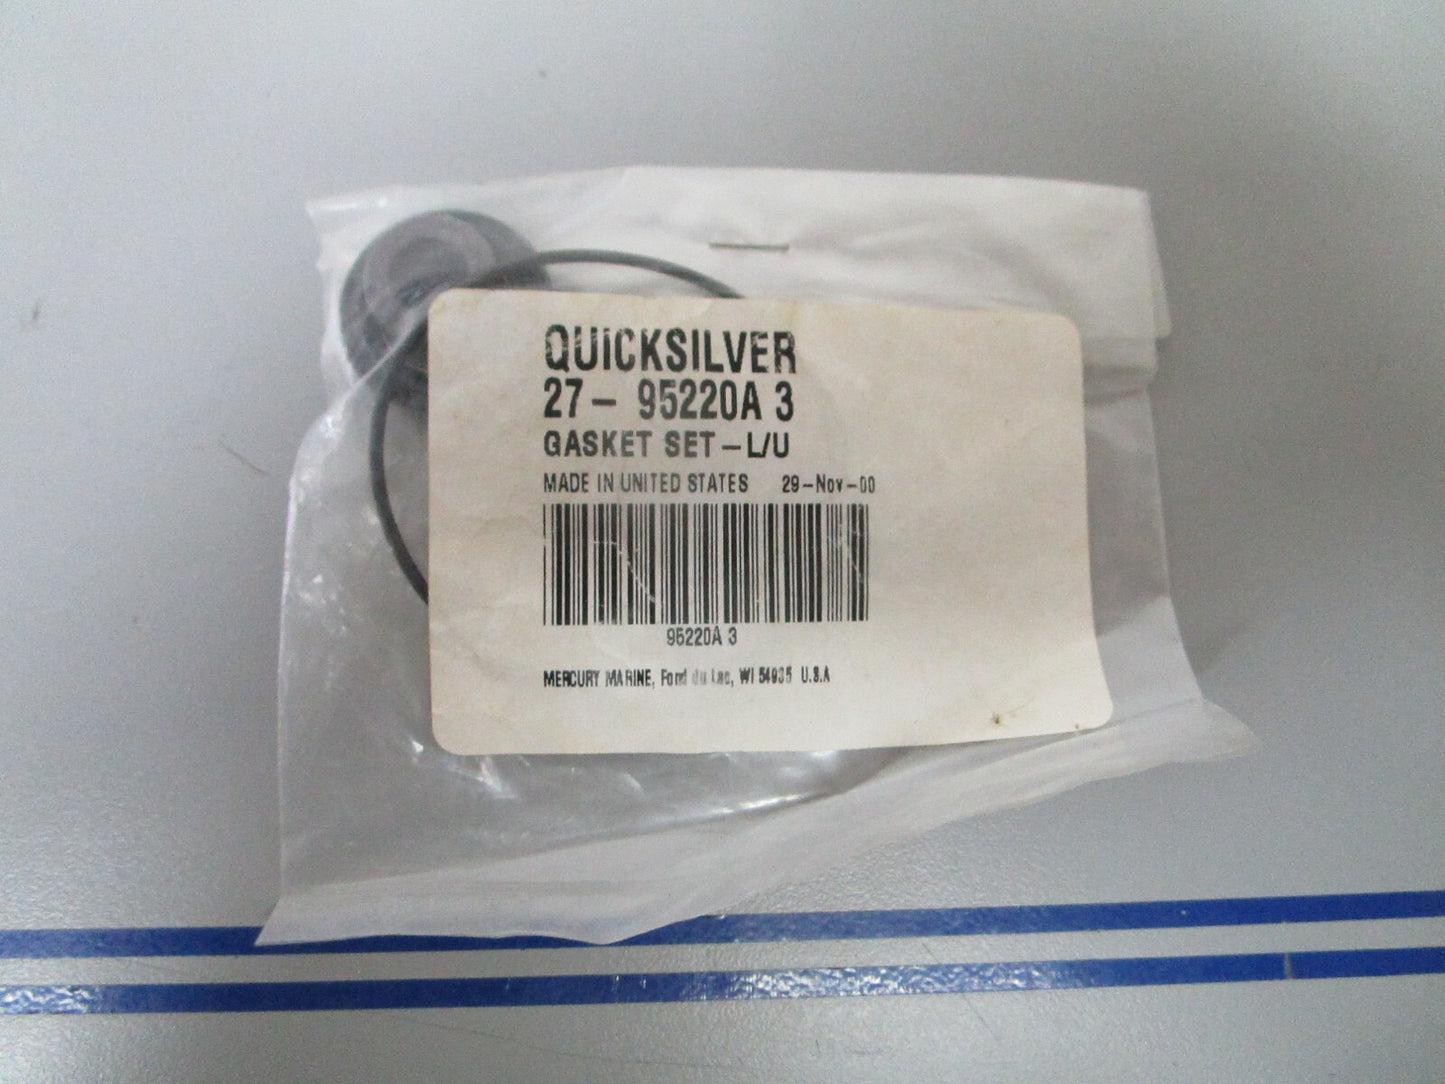 QUICKSILVER
27- 95220A 3
GASKET SET-L/U
MADE IN UNITED STATES 29-Nov-00
95220A 3
MERCURY MARINE, Fond du Lac, WI 54935 U.S.A